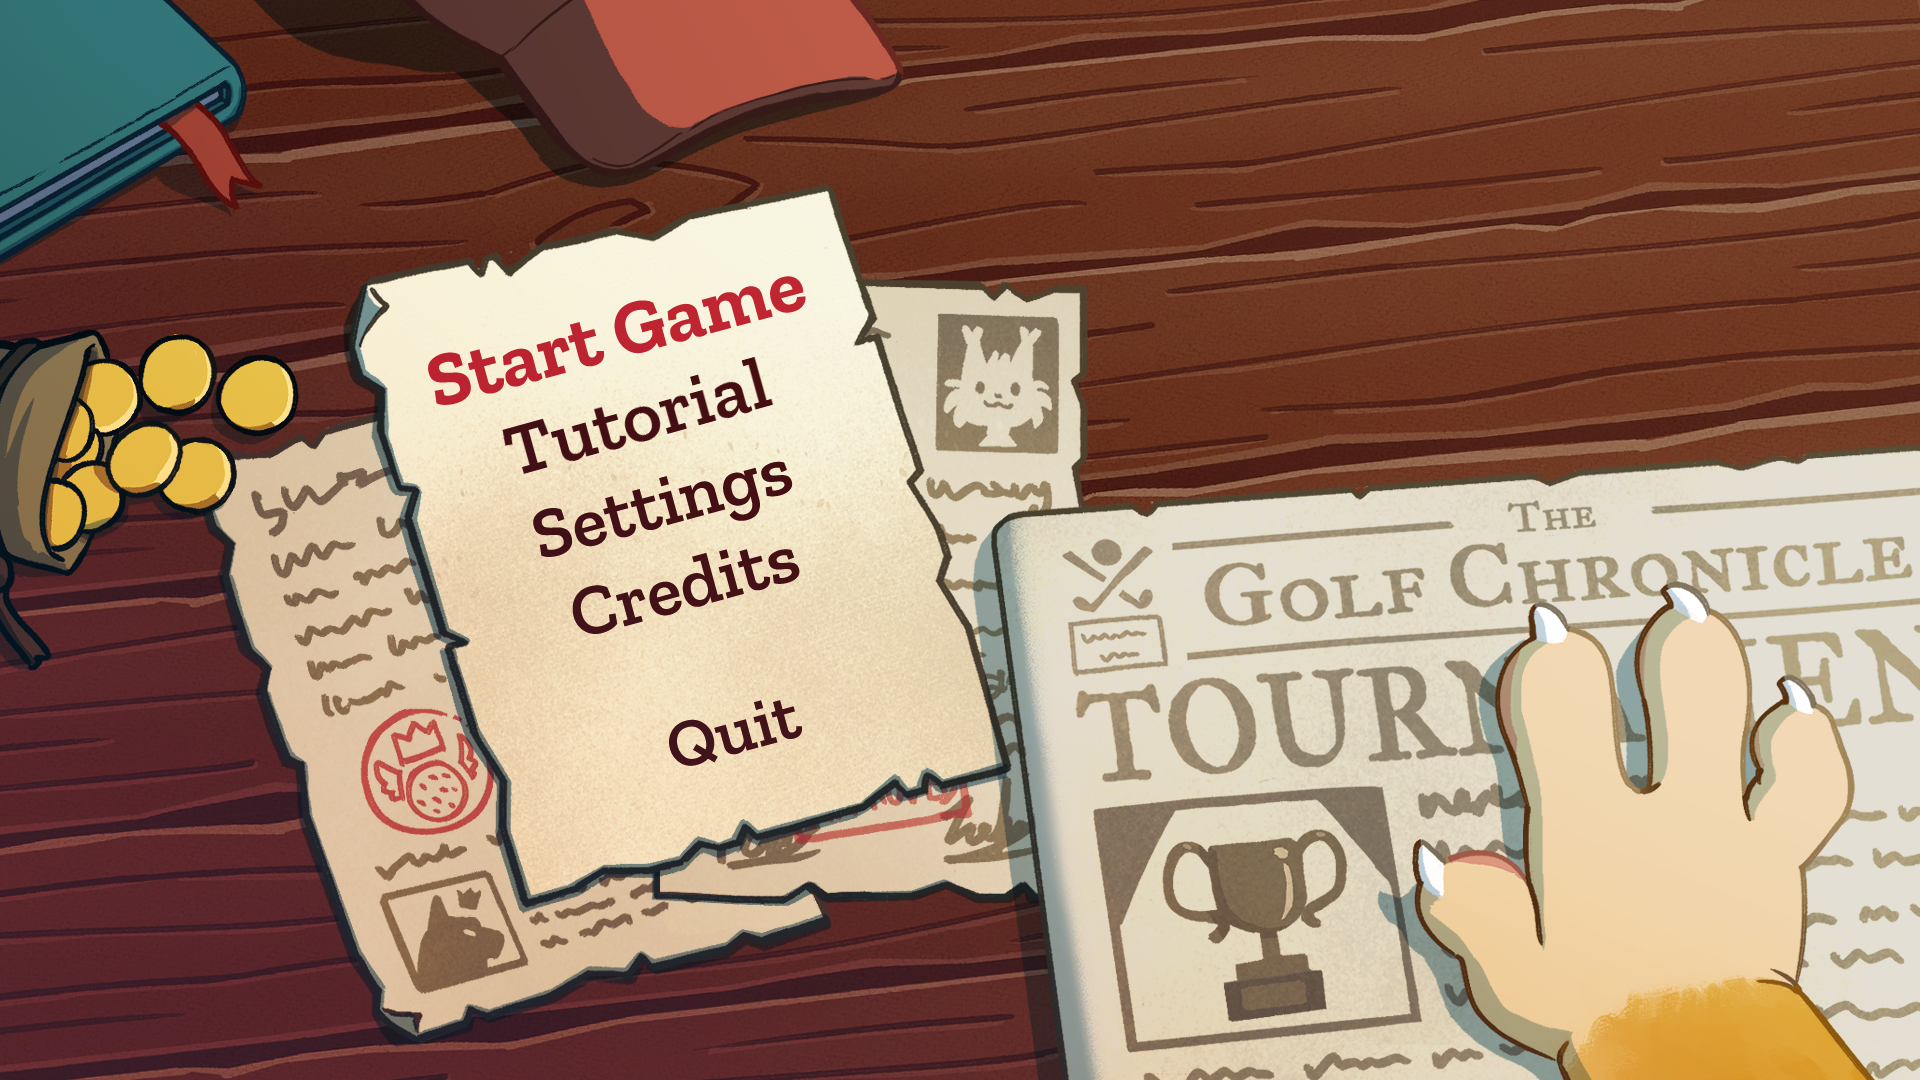 Start Game
Tutorial
Settings
Credits
Quit
The
Golf Chronicle